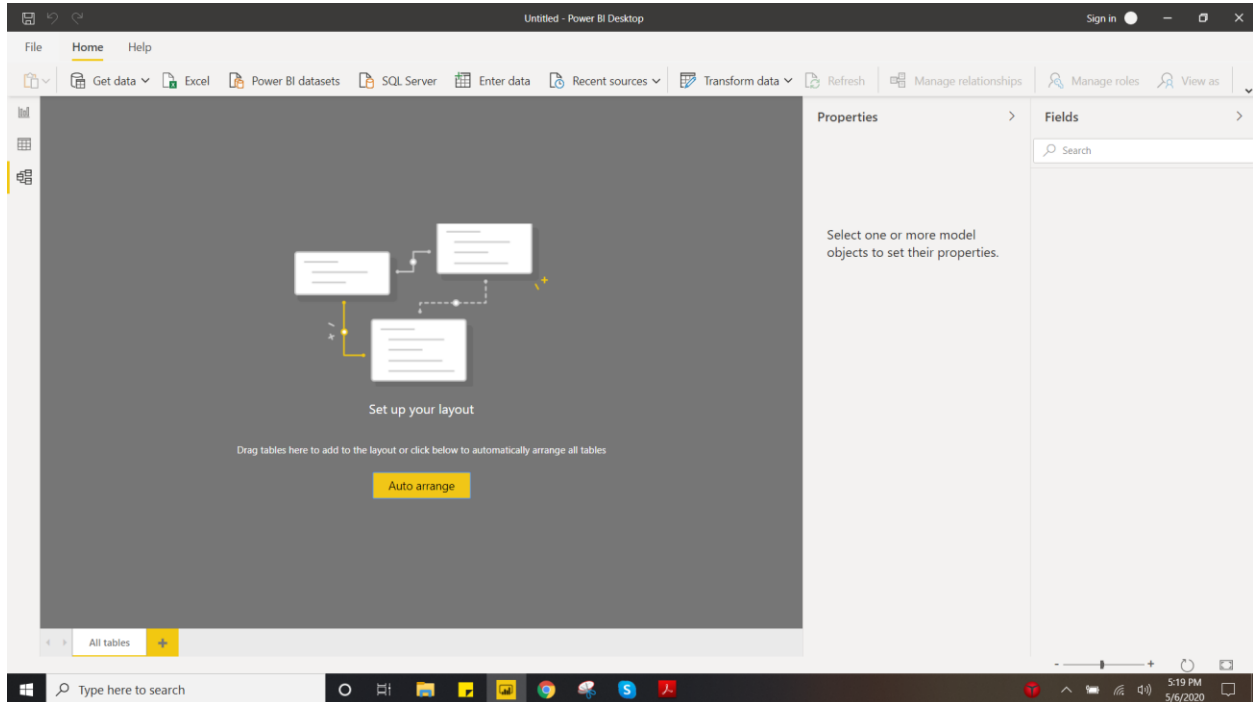 Untitled - Power BI Desktop
Sign in
File Home Help
Get data Excel Power BI datasets SQL Server Enter data Recent sources Transform data Refresh Manage relationships Manage roles View as
Properties
Fields
Search
Select one or more model
objects to set their properties.
Set up your layout
Drag tables here to add to the layout or click below to automatically arrange all tables
Auto arrange
All tables +
- +
Type here to search
5:19 PM
5/6/2020